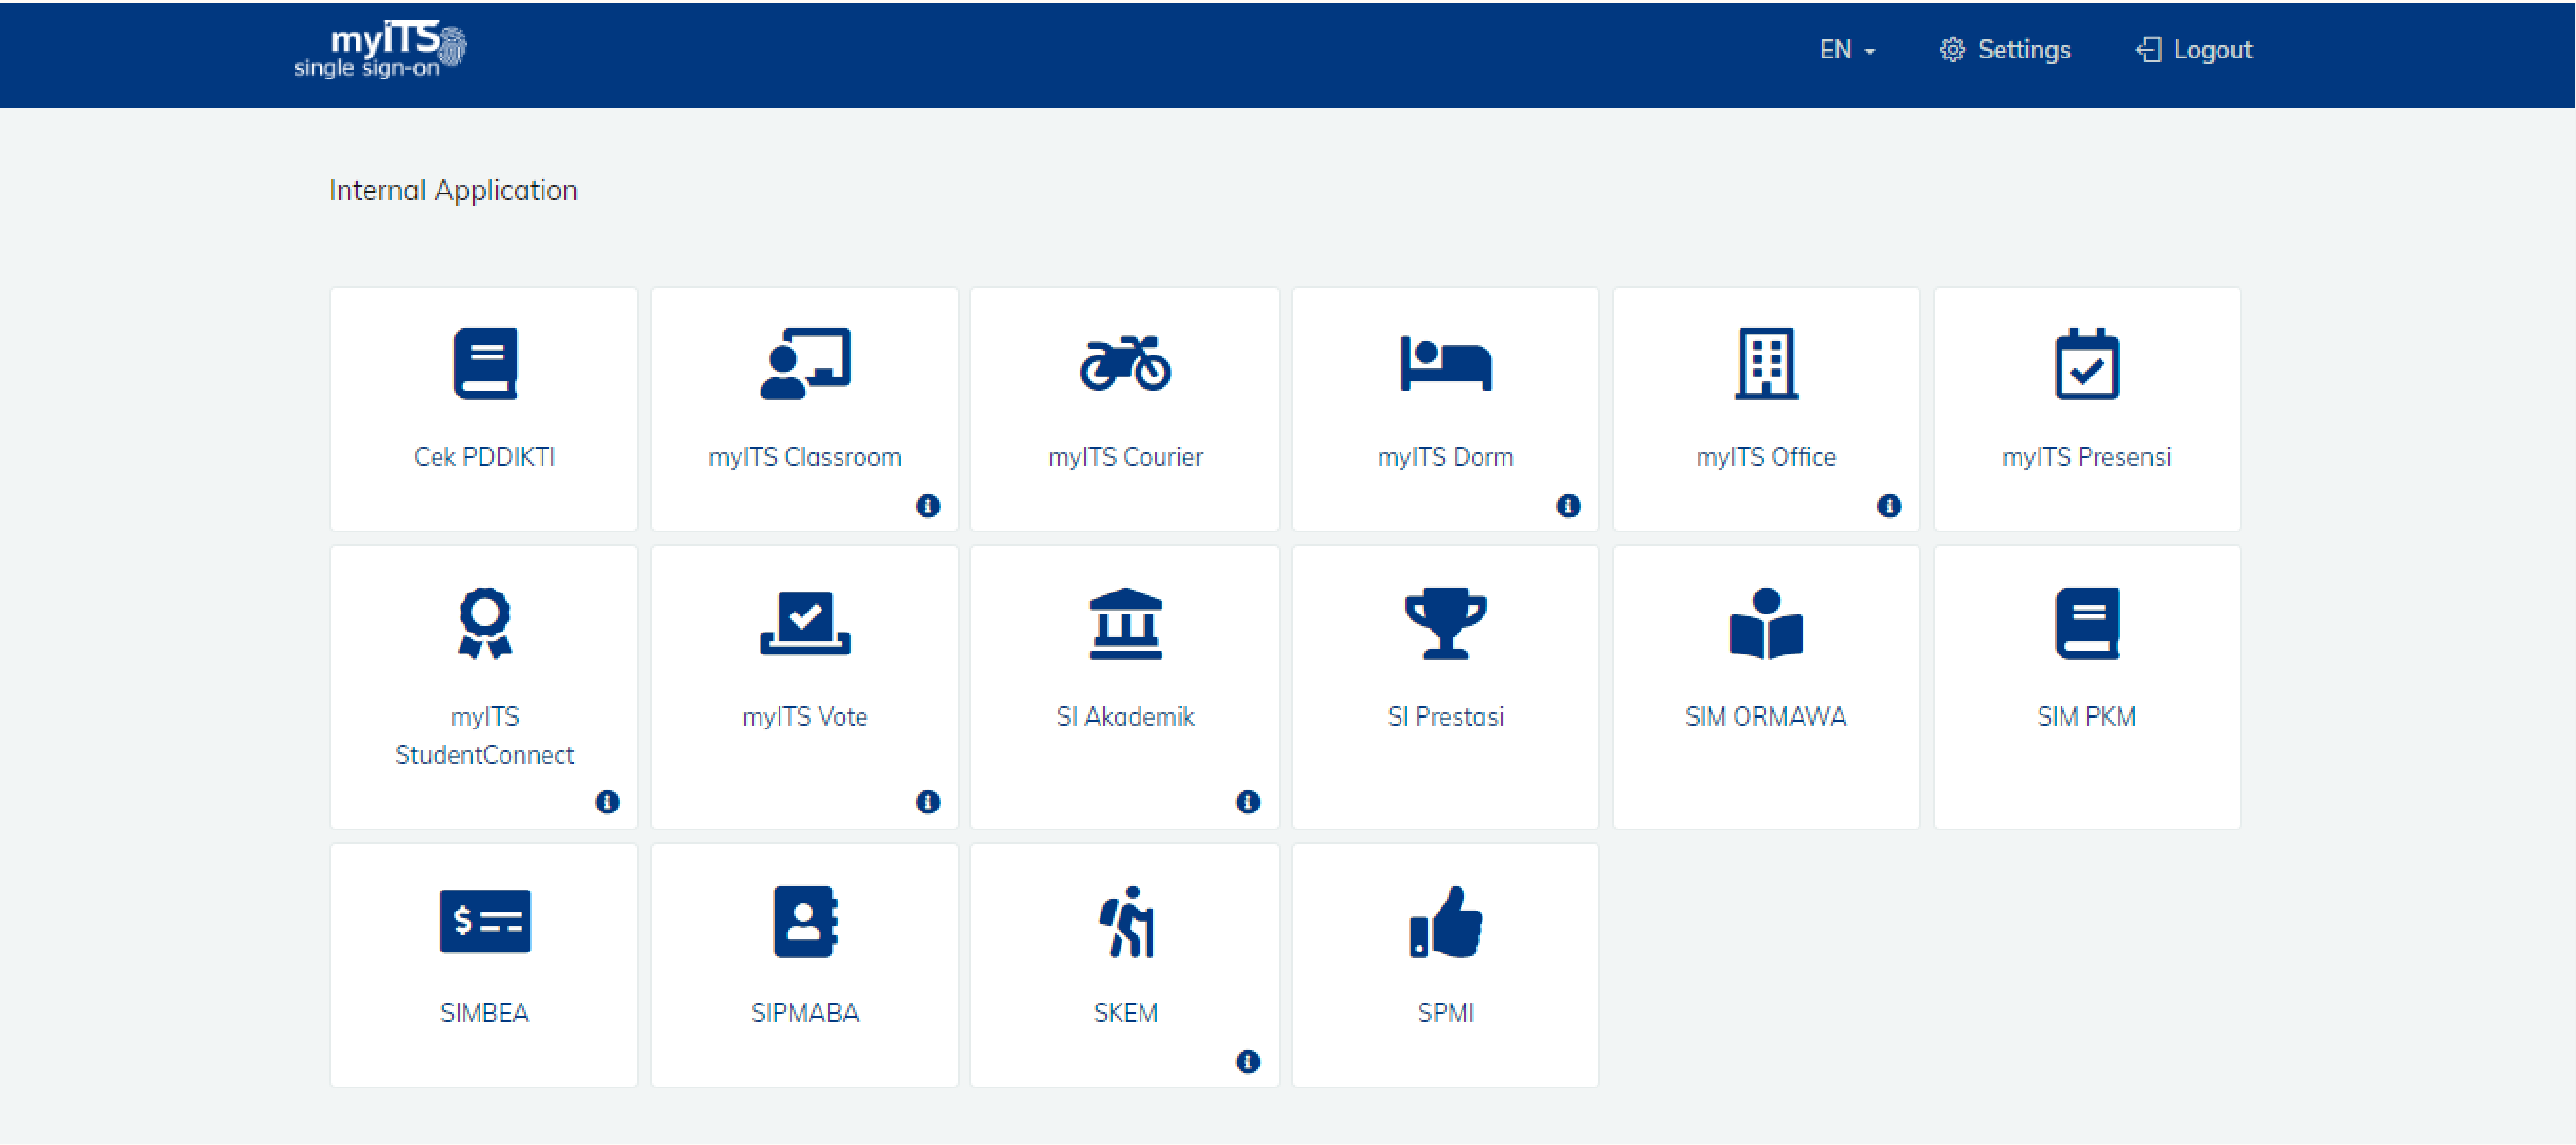 myITS
single sign-on
EN
Settings
Logout
Internal Application
Cek PDDIKTI
myITS Classroom
myITS Courier
myITS Dorm
myITS Office
myITS Presensi
myITS
StudentConnect
myITS Vote
SI Akademik
SI Prestasi
SIM ORMAWA
SIM PKM
$
SIMBEA
SIPMABA
SKEM
SPMI